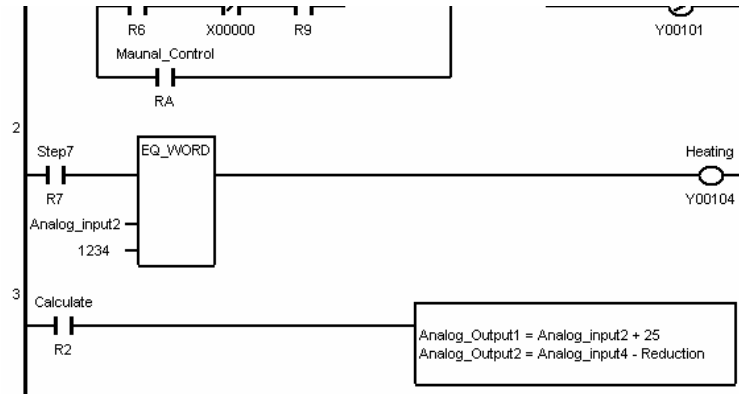 R6 X00000 R9 Y00101
Maunal_Control
RA
2
Step7 EQ_WORD Heating
R7 Y00104
Analog_input2
1234
3
Calculate
R2
Analog_Output1 = Analog_input2 + 25
Analog_Output2 = Analog_input4 - Reduction